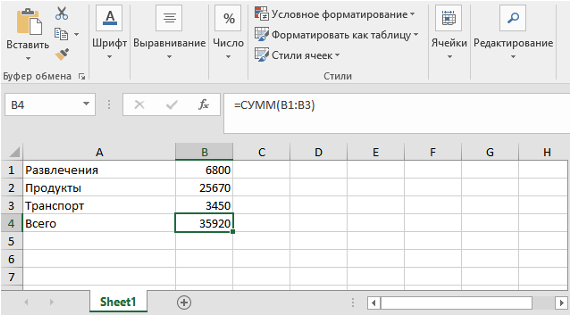 Вставить
Буфер обмена
Шрифт
Выравнивание
%
Число
Условное форматирование
Форматировать как таблицу
Стили ячеек
Стили
Ячейки
Редактирование
B4
fx
=СУММ(B1:B3)
A B C D E F G H
1 Развлечения 6800
2 Продукты 25670
3 Транспорт 3450
4 Всего 35920
5
6
7
Sheet1